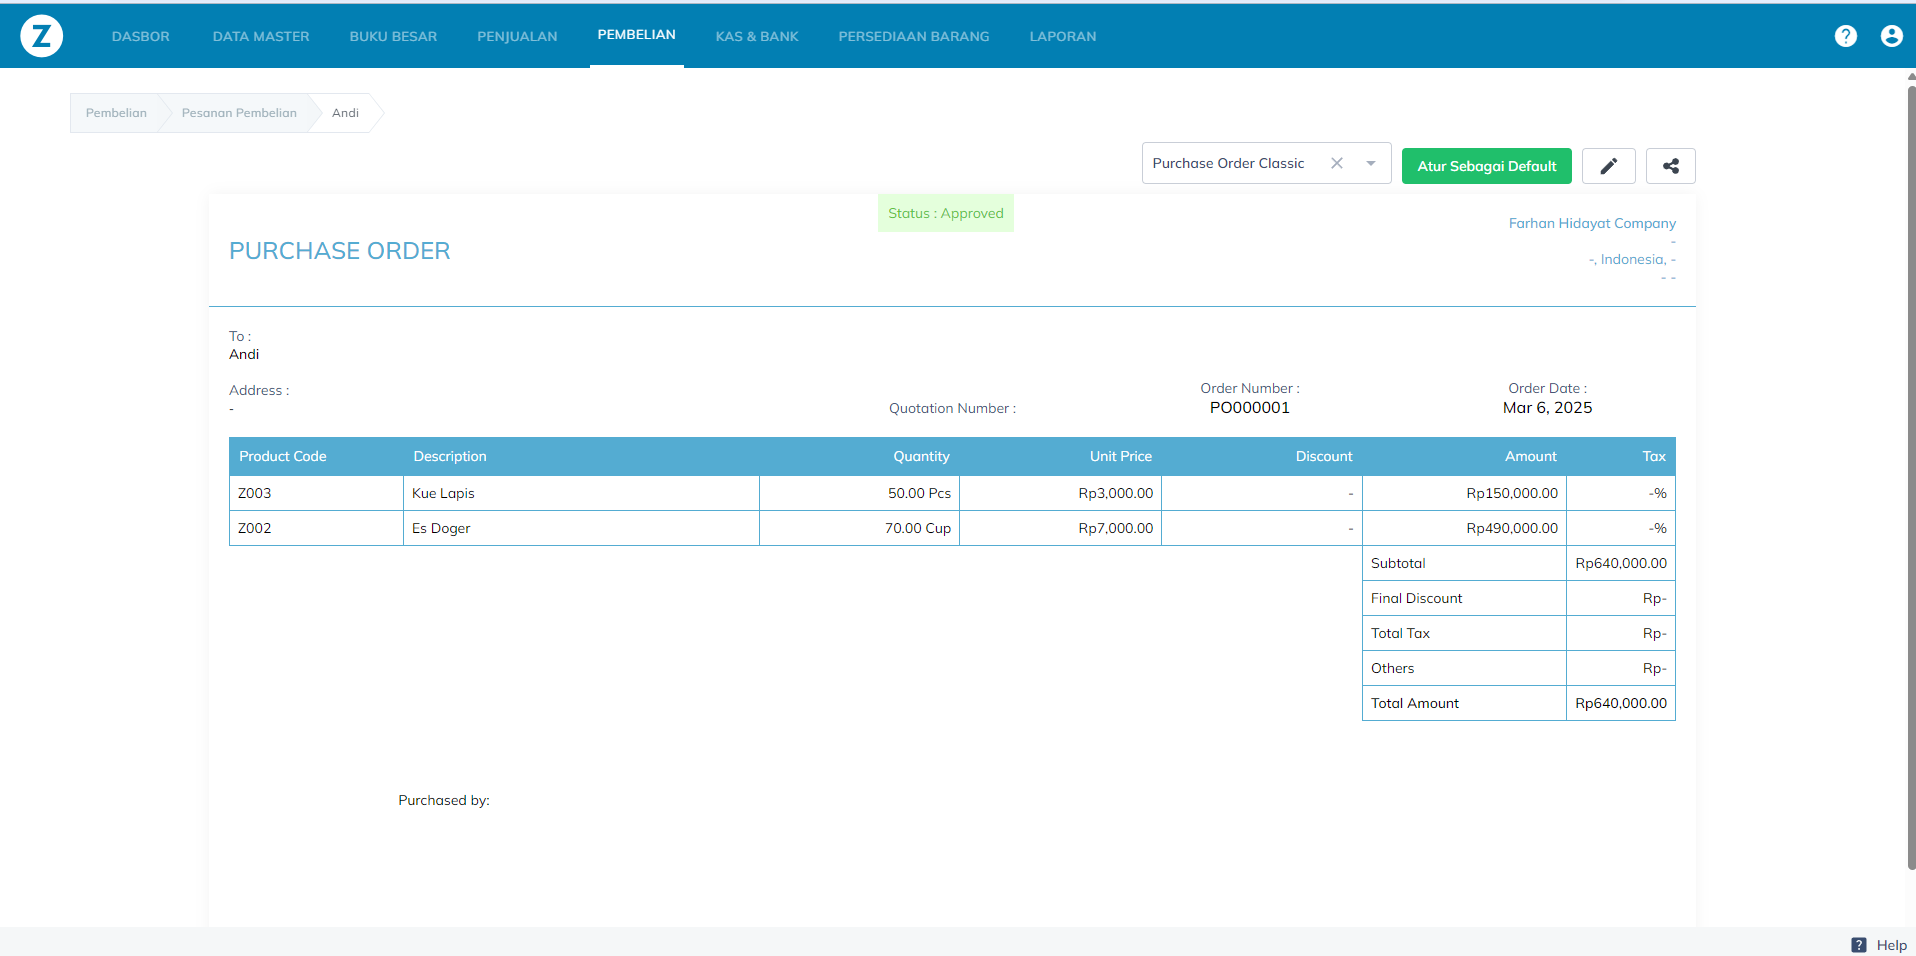 Z DASBOR DATA MASTER BUKU BESAR PENJUALAN PEMBELIAN KAS & BANK PERSEDIAAN BARANG LAPORAN ?
Pembelian Pesanan Pembelian Andi
Purchase Order Classic Atur Sebagai Default
Status : Approved
Farhan Hidayat Company
-
PURCHASE ORDER
-, Indonesia, -
- -
To :
Andi
Address :
-
Quotation Number :
Order Number :
PO000001
Order Date :
Mar 6, 2025
Product Code Description Quantity Unit Price Discount Amount Tax
Z003 Kue Lapis 50.00 Pcs Rp3,000.00 - Rp150,000.00 -%
Z002 Es Doger 70.00 Cup Rp7,000.00 - Rp490,000.00 -%
Subtotal Rp640,000.00
Final Discount Rp-
Total Tax Rp-
Others Rp-
Total Amount Rp640,000.00
Purchased by:
? Help